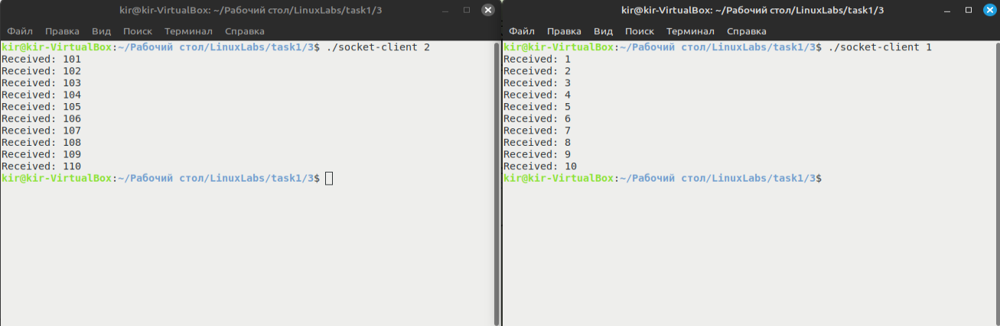 kir@kir-VirtualBox: ~/Рабочий стол/LinuxLabs/task1/3
Файл Правка Вид Поиск Терминал Справка
kir@kir-VirtualBox:~/Рабочий стол/LinuxLabs/task1/3$ ./socket-client 2
Received: 101
Received: 102
Received: 103
Received: 104
Received: 105
Received: 106
Received: 107
Received: 108
Received: 109
Received: 110
kir@kir-VirtualBox:~/Рабочий стол/LinuxLabs/task1/3$
kir@kir-VirtualBox: ~/Рабочий стол/LinuxLabs/task1/3
Файл Правка Вид Поиск Терминал Справка
kir@kir-VirtualBox:~/Рабочий стол/LinuxLabs/task1/3$ ./socket-client 1
Received: 1
Received: 2
Received: 3
Received: 4
Received: 5
Received: 6
Received: 7
Received: 8
Received: 9
Received: 10
kir@kir-VirtualBox:~/Рабочий стол/LinuxLabs/task1/3$